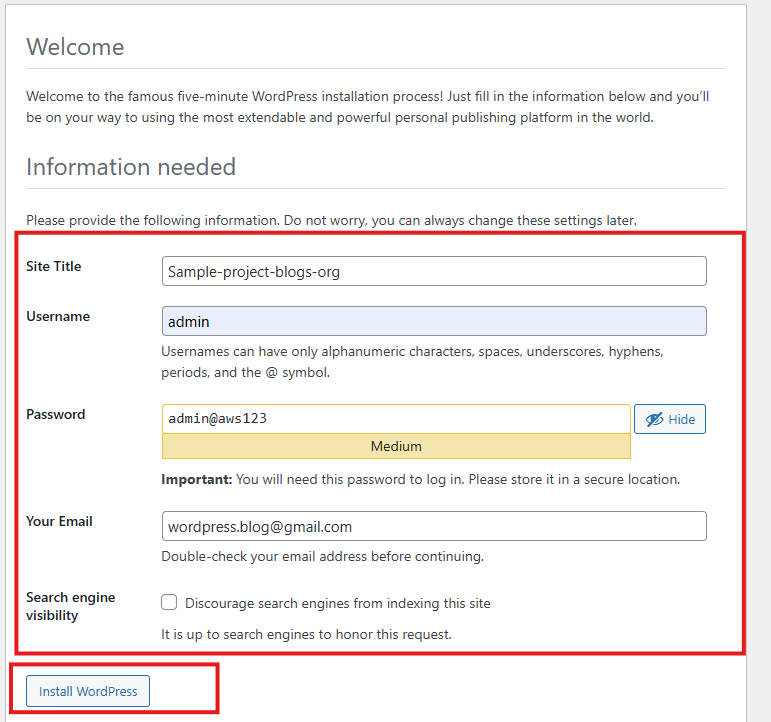 Welcome
Welcome to the famous five-minute WordPress installation process! Just fill in the information below and you’ll
be on your way to using the most extendable and powerful personal publishing platform in the world.
Information needed
Please provide the following information. Do not worry, you can always change these settings later.
Site Title
Sample-project-blogs-org
Username
admin
Usernames can have only alphanumeric characters, spaces, underscores, hyphens,
periods, and the @ symbol.
Password
admin@aws123
Hide
Medium
Important: You will need this password to log in. Please store it in a secure location.
Your Email
wordpress.blog@gmail.com
Double-check your email address before continuing.
Search engine
visibility
Discourage search engines from indexing this site
It is up to search engines to honor this request.
Install WordPress